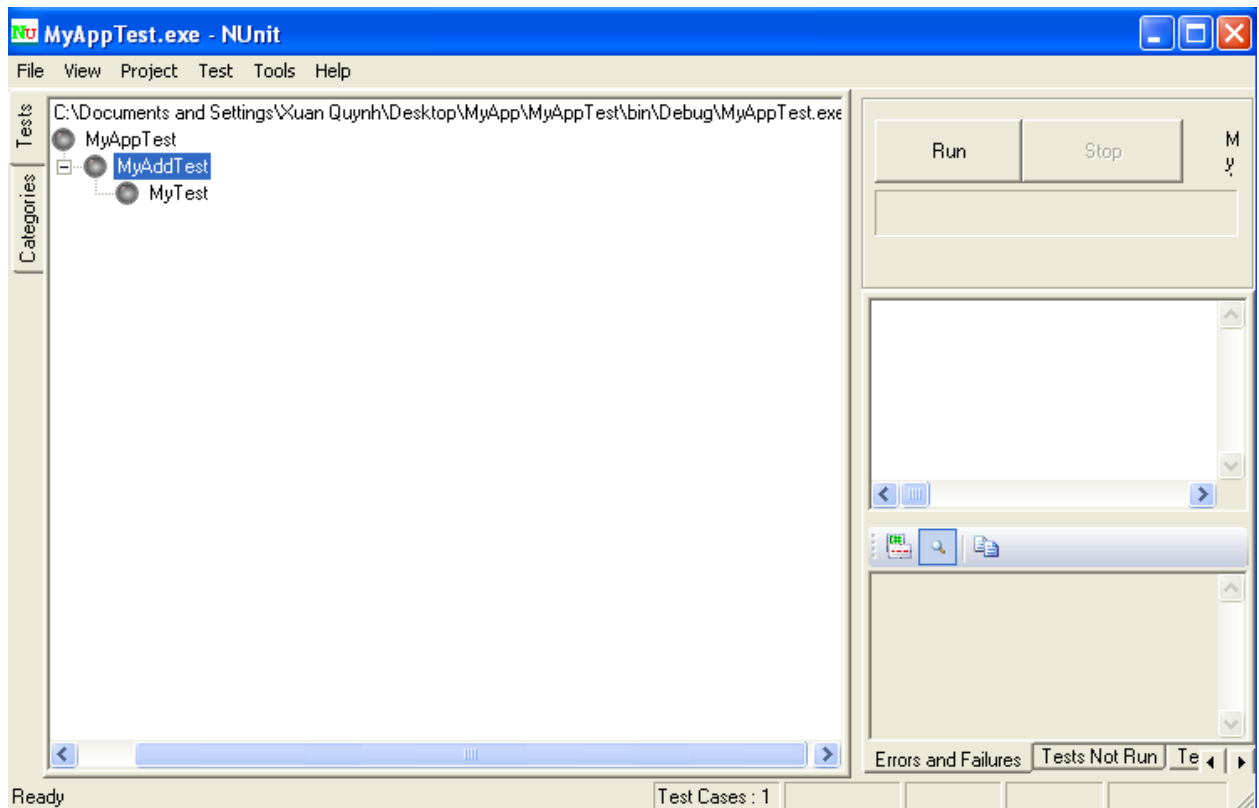 NU MyAppTest.exe - NUnit
File View Project Test Tools Help
Tests
Categories
C:\Documents and Settings\Xuan Quynh\Desktop\MyApp\MyAppTest\bin\Debug\MyAppTest.exe
MyAppTest
MyAddTest
MyTest
Run
Stop
M
y
Errors and Failures
Tests Not Run
Te
Ready
Test Cases : 1